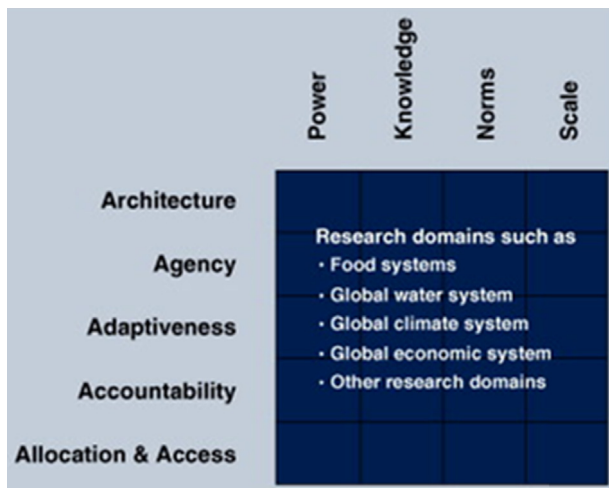 Power
Knowledge
Norms
Scale
Architecture
Agency
Adaptiveness
Accountability
Allocation & Access
Research domains such as
· Food systems
· Global water system
· Global climate system
· Global economic system
· Other research domains